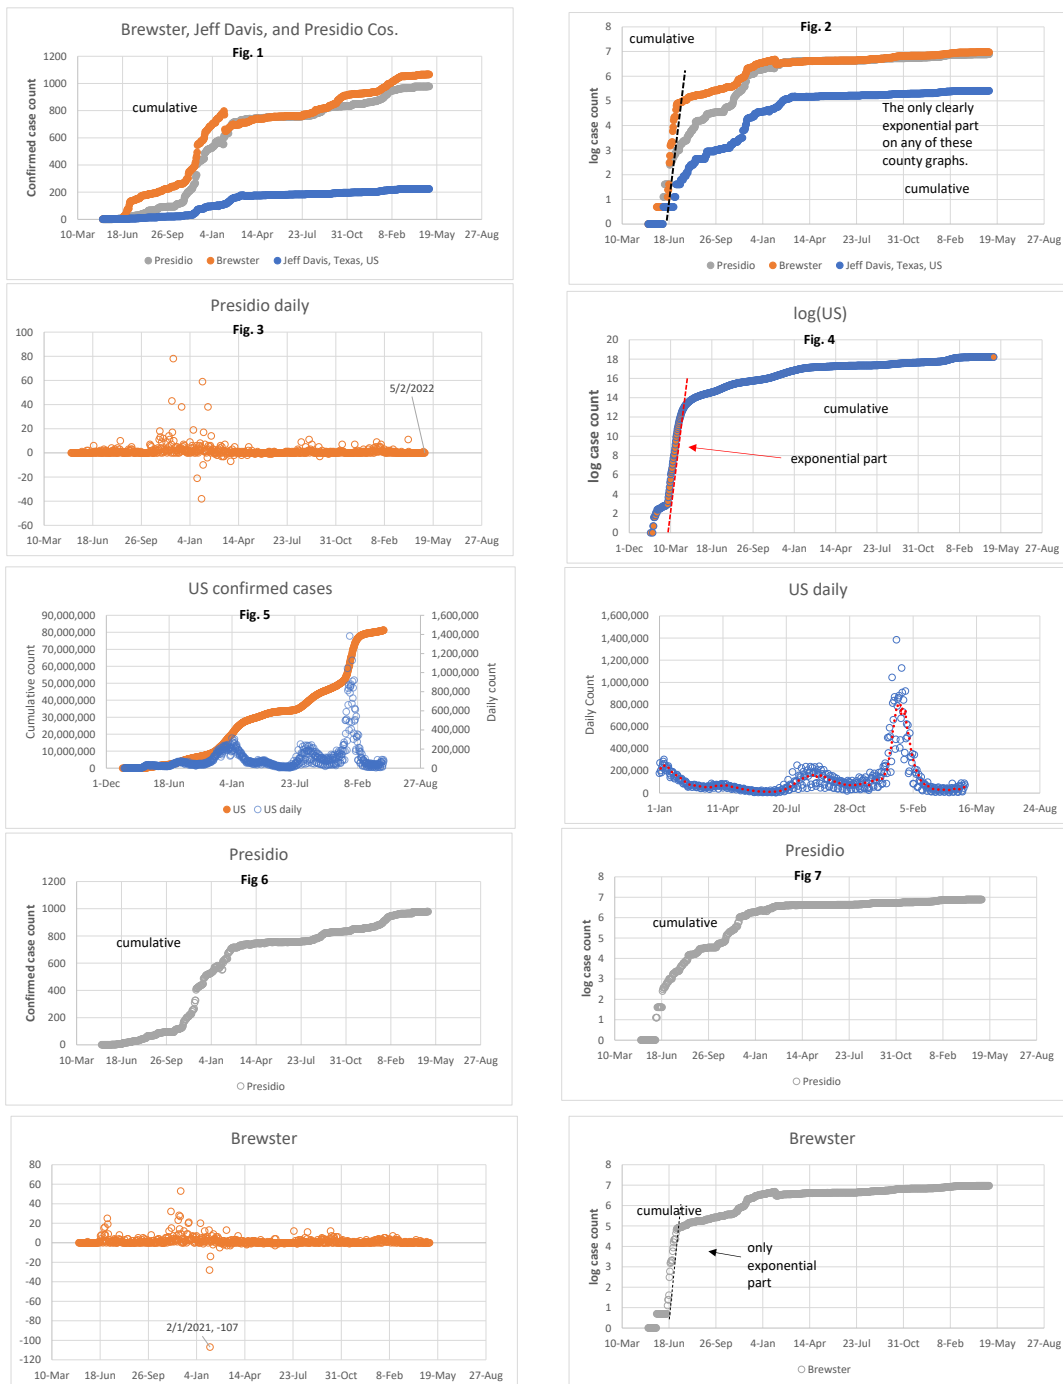 Brewster, Jeff Davis, and Presidio Cos.
Fig. 1
cumulative
Confirmed case count
1200
1000
800
600
400
200
0
10-Mar 18-Jun 26-Sep 4-Jan 14-Apr 23-Jul 31-Oct 8-Feb 19-May 27-Aug
Presidio Brewster Jeff Davis, Texas, US
Fig. 2
cumulative
log case count
8
7
6
5
4
3
2
1
0
The only clearly
exponential part
on any of these
county graphs.
cumulative
10-Mar 18-Jun 26-Sep 4-Jan 14-Apr 23-Jul 31-Oct 8-Feb 19-May 27-Aug
Presidio Brewster Jeff Davis, Texas, US
Presidio daily
Fig. 3
100
80
60
40
20
0
-20
-40
-60
5/2/2022
10-Mar 18-Jun 26-Sep 4-Jan 14-Apr 23-Jul 31-Oct 8-Feb 19-May 27-Aug
log(US)
Fig. 4
log case count
20
18
16
14
12
10
8
6
4
2
0
cumulative
exponential part
1-Dec 10-Mar 18-Jun 26-Sep 4-Jan 14-Apr 23-Jul 31-Oct 8-Feb 19-May 27-Aug
US confirmed cases
Fig. 5
Cumulative count
90,000,000
80,000,000
70,000,000
60,000,000
50,000,000
40,000,000
30,000,000
20,000,000
10,000,000
0
1,600,000
1,400,000
1,200,000
1,000,000
800,000
600,000
400,000
200,000
0
Daily count
1-Dec 18-Jun 4-Jan 23-Jul 8-Feb 27-Aug
US US daily
US daily
Daily Count
1,600,000
1,400,000
1,200,000
1,000,000
800,000
600,000
400,000
200,000
0
1-Jan 11-Apr 20-Jul 28-Oct 5-Feb 16-May 24-Aug
Presidio
Fig 6
cumulative
Confirmed case count
1200
1000
800
600
400
200
0
10-Mar 18-Jun 26-Sep 4-Jan 14-Apr 23-Jul 31-Oct 8-Feb 19-May 27-Aug
Presidio
Presidio
Fig 7
cumulative
log case count
8
7
6
5
4
3
2
1
0
10-Mar 18-Jun 26-Sep 4-Jan 14-Apr 23-Jul 31-Oct 8-Feb 19-May 27-Aug
Presidio
Brewster
80
60
40
20
0
-20
-40
-60
-80
-100
-120
2/1/2021, -107
10-Mar 18-Jun 26-Sep 4-Jan 14-Apr 23-Jul 31-Oct 8-Feb 19-May 27-Aug
Brewster
log case count
8
7
6
5
4
3
2
1
0
cumulative
only
exponential
part
10-Mar 18-Jun 26-Sep 4-Jan 14-Apr 23-Jul 31-Oct 8-Feb 19-May 27-Aug
Brewster